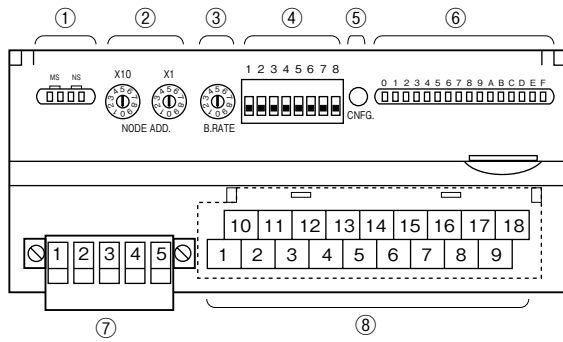 ① ② ③ ④ ⑤ ⑥
MS NS
X10 X1
NODE ADD.
B.RATE
1 2 3 4 5 6 7 8
CNFG.
0 1 2 3 4 5 6 7 8 9 A B C D E F
10 11 12 13 14 15 16 17 18
1 2 3 4 5
1 2 3 4 5 6 7 8 9
⑦ ⑧